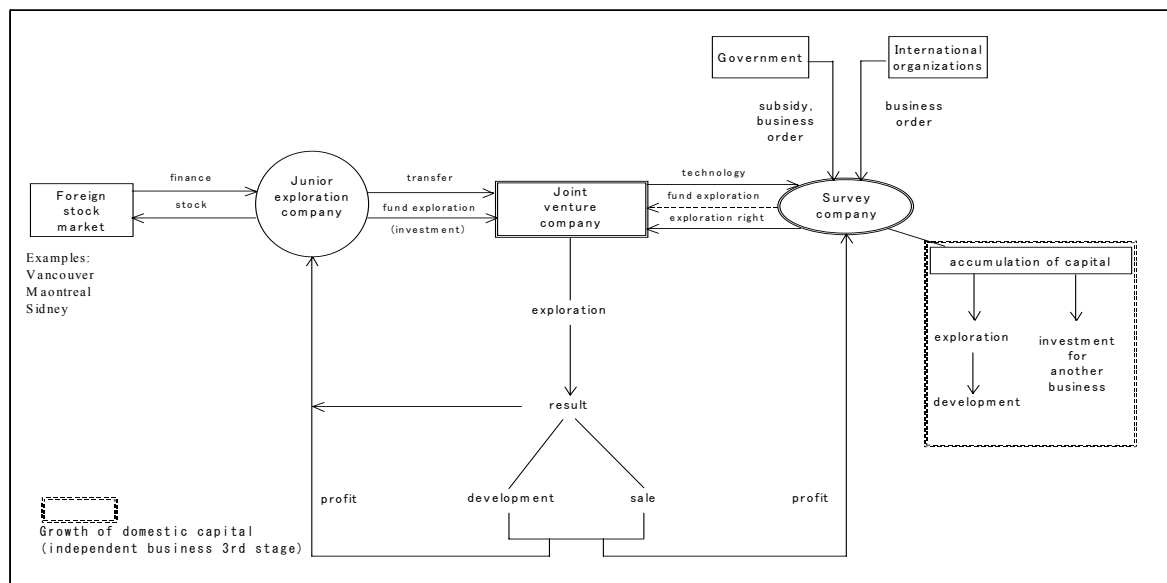 Government
International
organizations
subsidy,
business
order
business
order
Foreign
stock
market
finance
stock
Junior
exploration
company
transfer
fund exploration
(investment)
Joint
venture
company
technology
fund exploration
exploration right
Survey
company
Examples:
Vancouver
Maontreal
Sidney
accumulation of capital
exploration
development
investment
for
another
business
exploration
result
development
sale
profit
profit
Growth of domestic capital
(independent business 3rd stage)